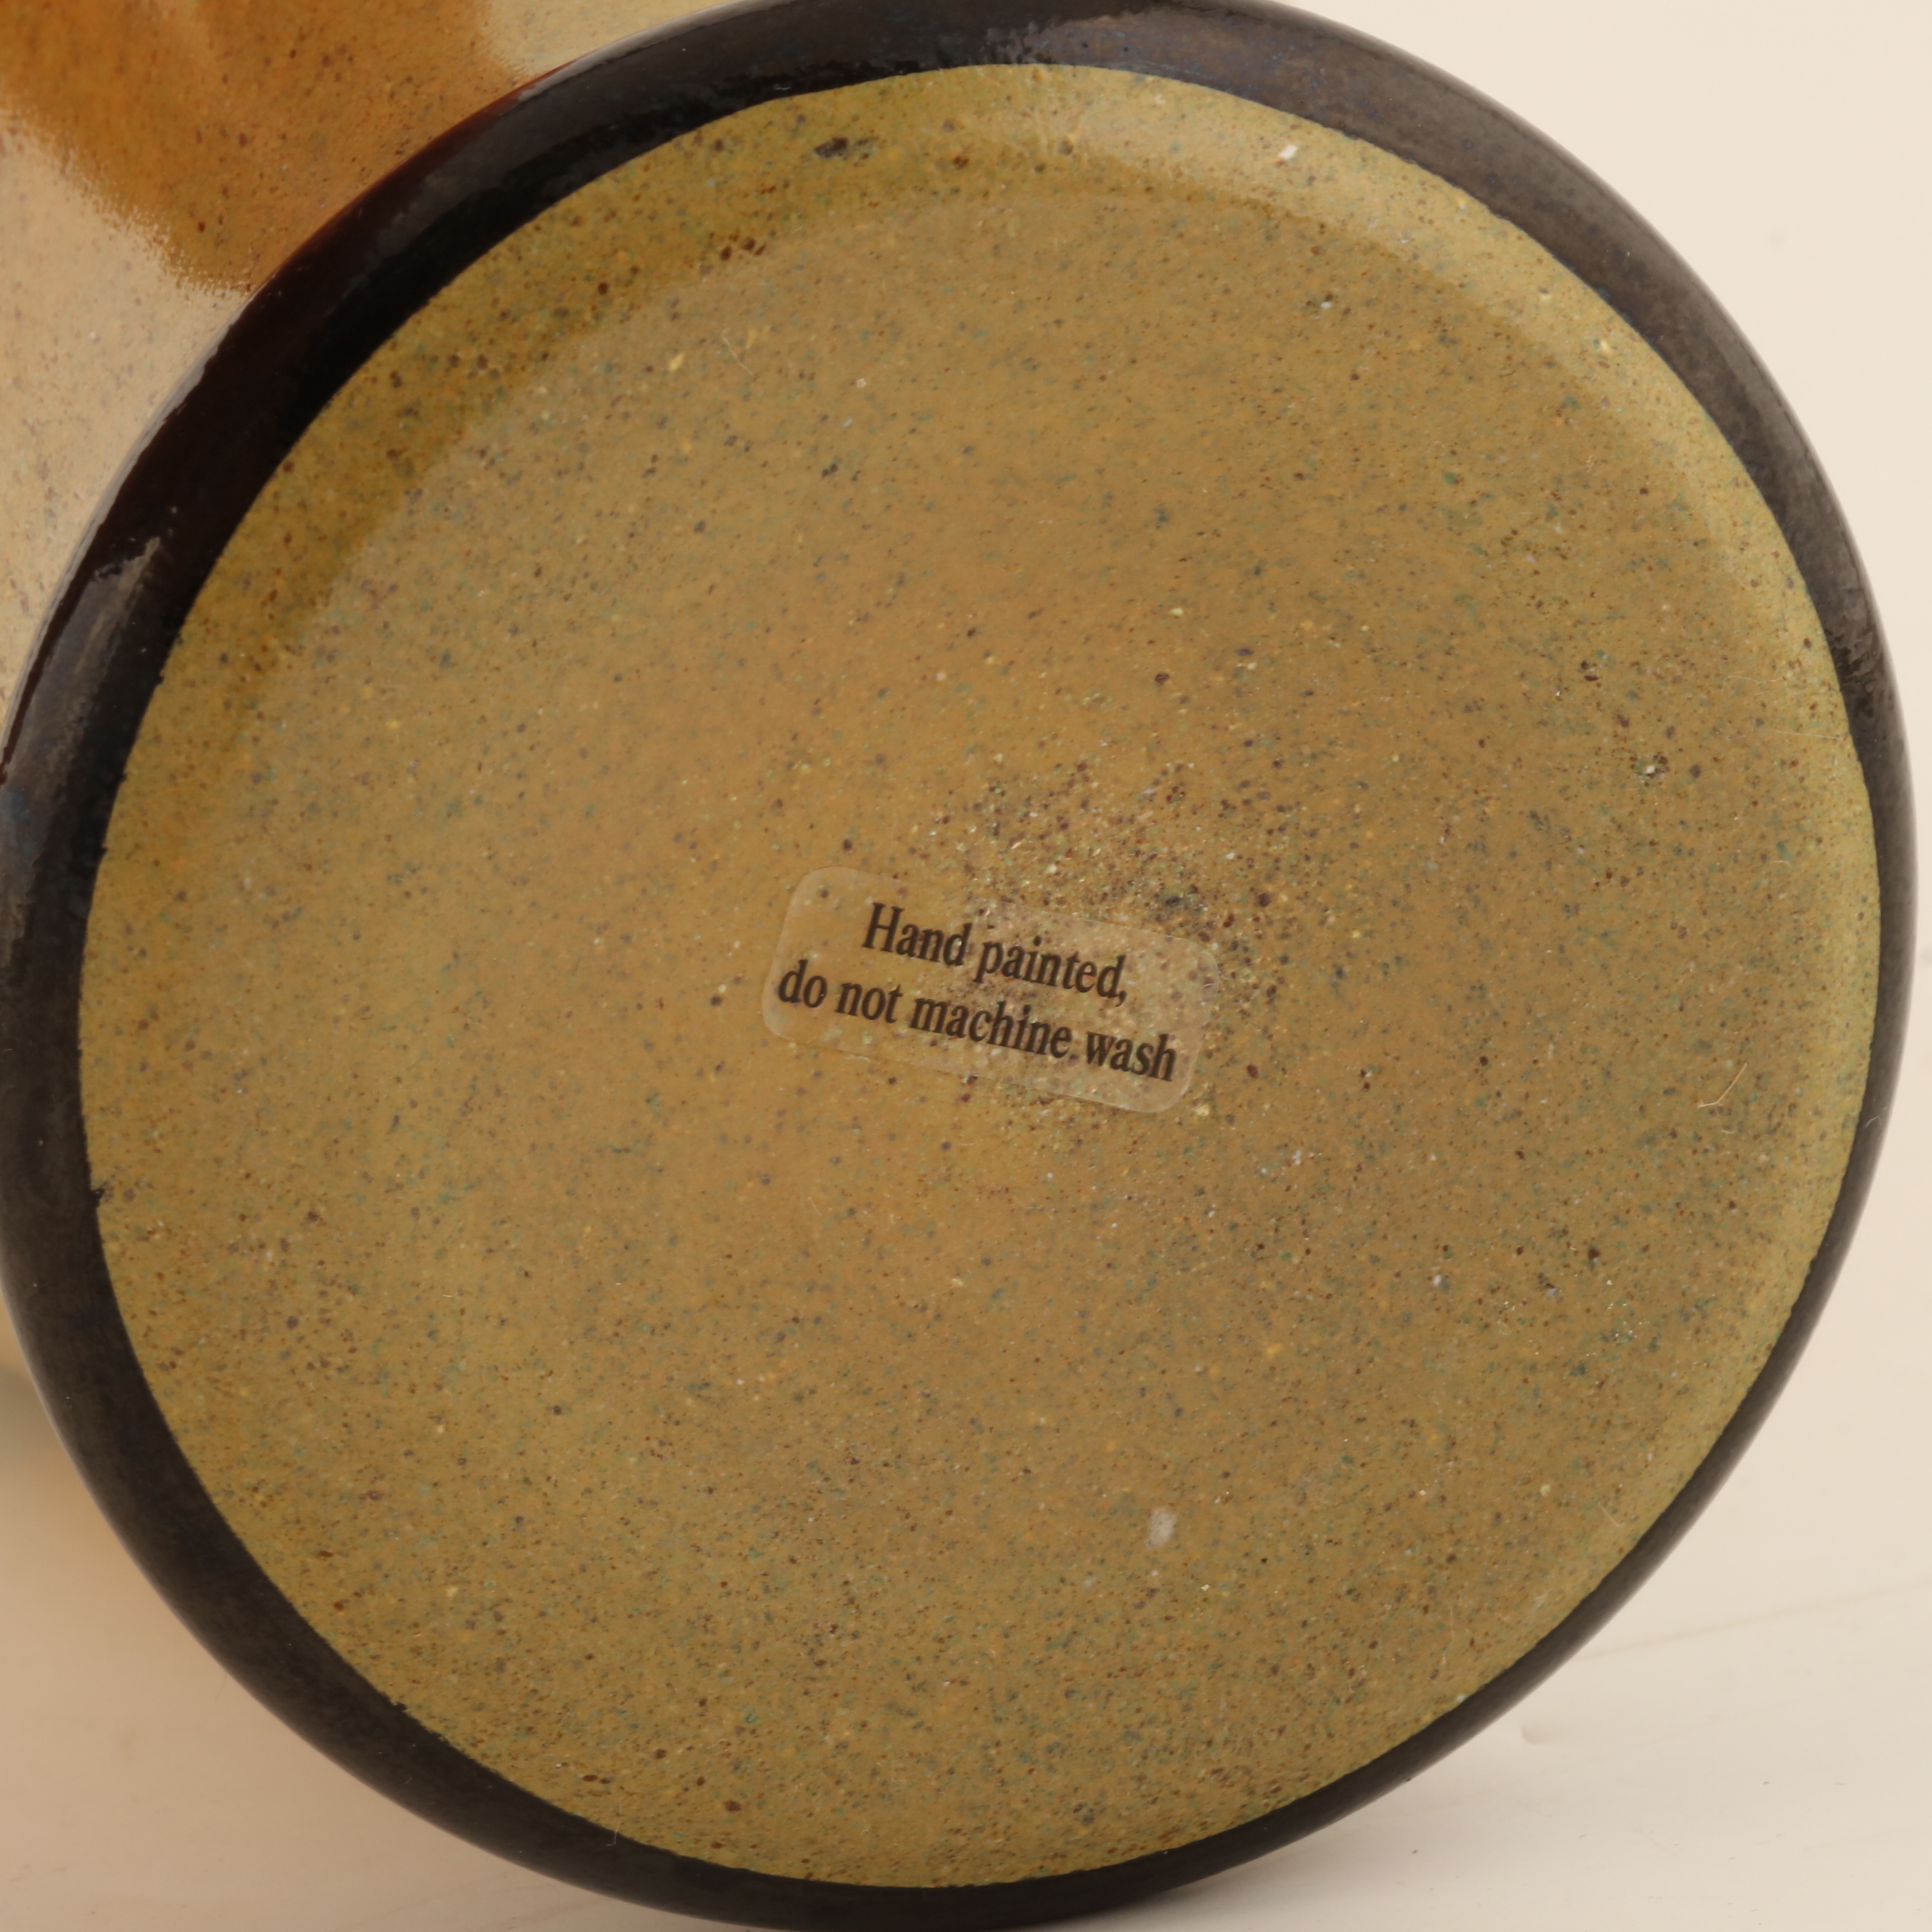 Hand painted,
do not machine wash